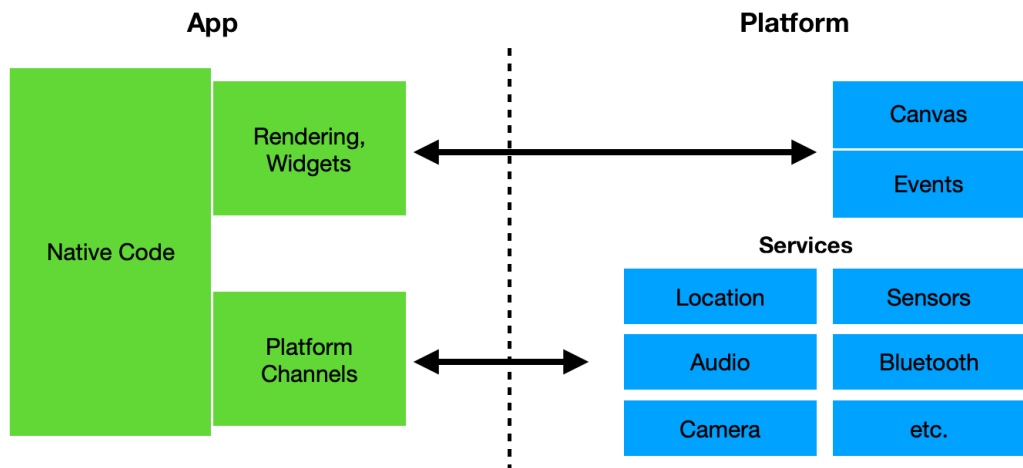 App
Platform
Native Code
Rendering,
Widgets
Platform
Channels
Canvas
Events
Services
Location
Sensors
Audio
Bluetooth
Camera
etc.